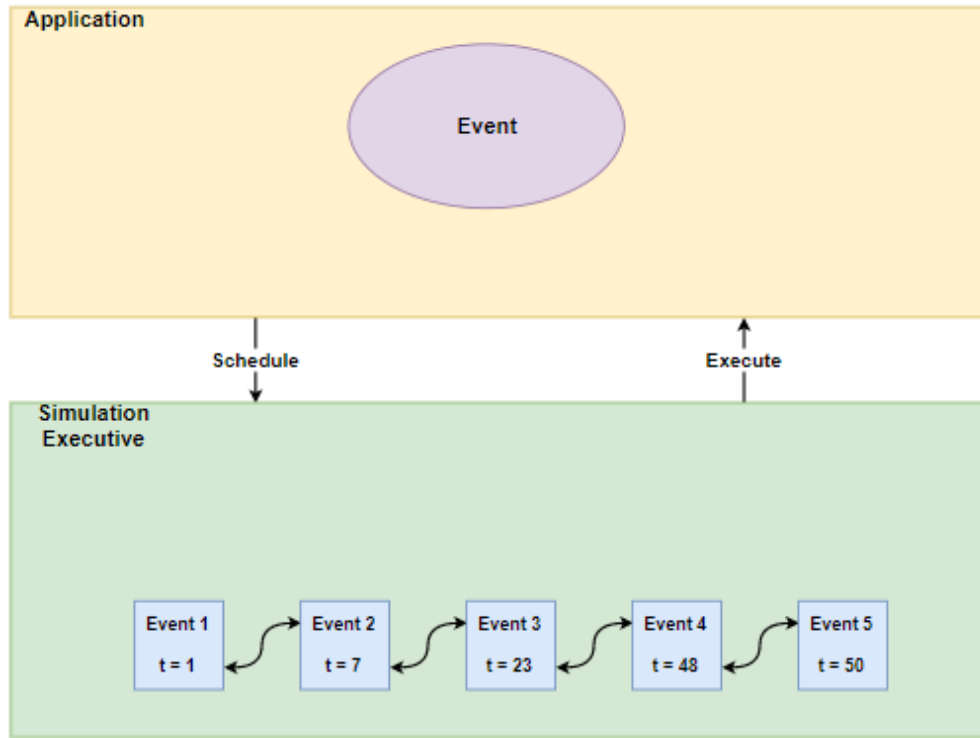 Application
Event
Schedule
Execute
Simulation
Executive
Event 1
t = 1
Event 2
t = 7
Event 3
t = 23
Event 4
t = 48
Event 5
t = 50